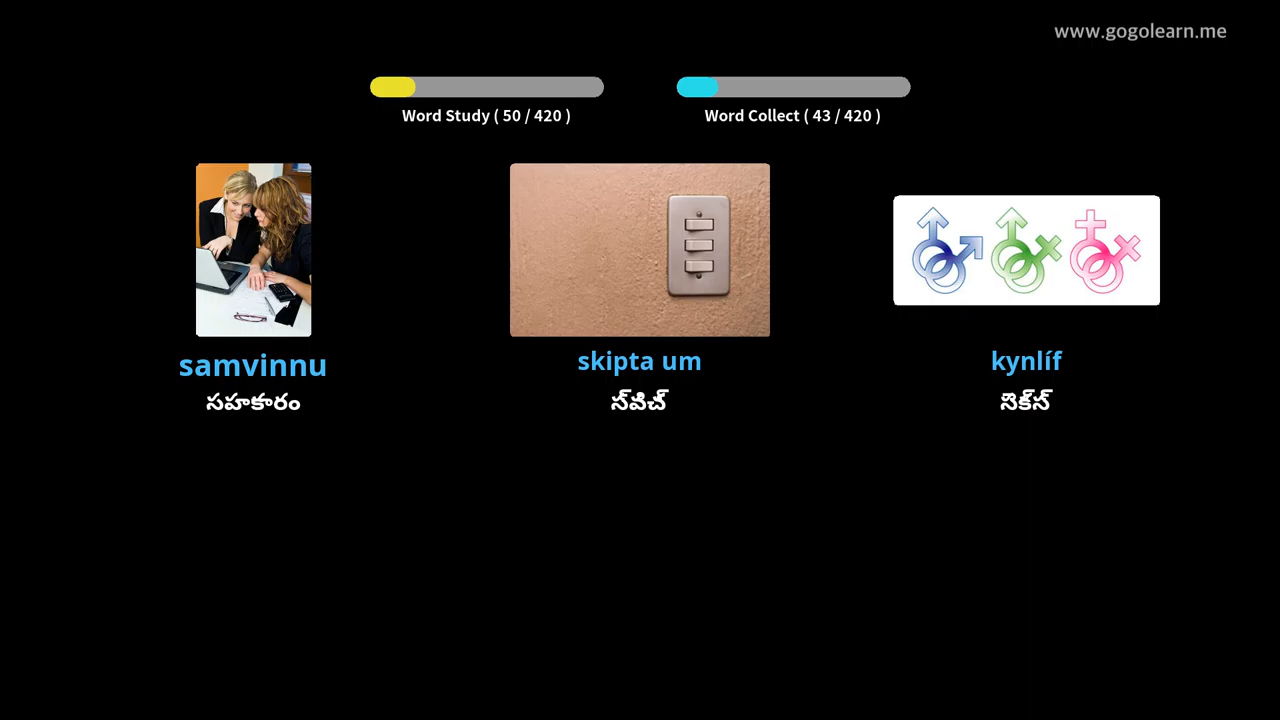 www.gogolearn.me
Word Study ( 50 / 420 )
Word Collect ( 43 / 420 )
samvinnu
సహకారం
skipta um
స్విచ్
kynlíf
సెక్స్